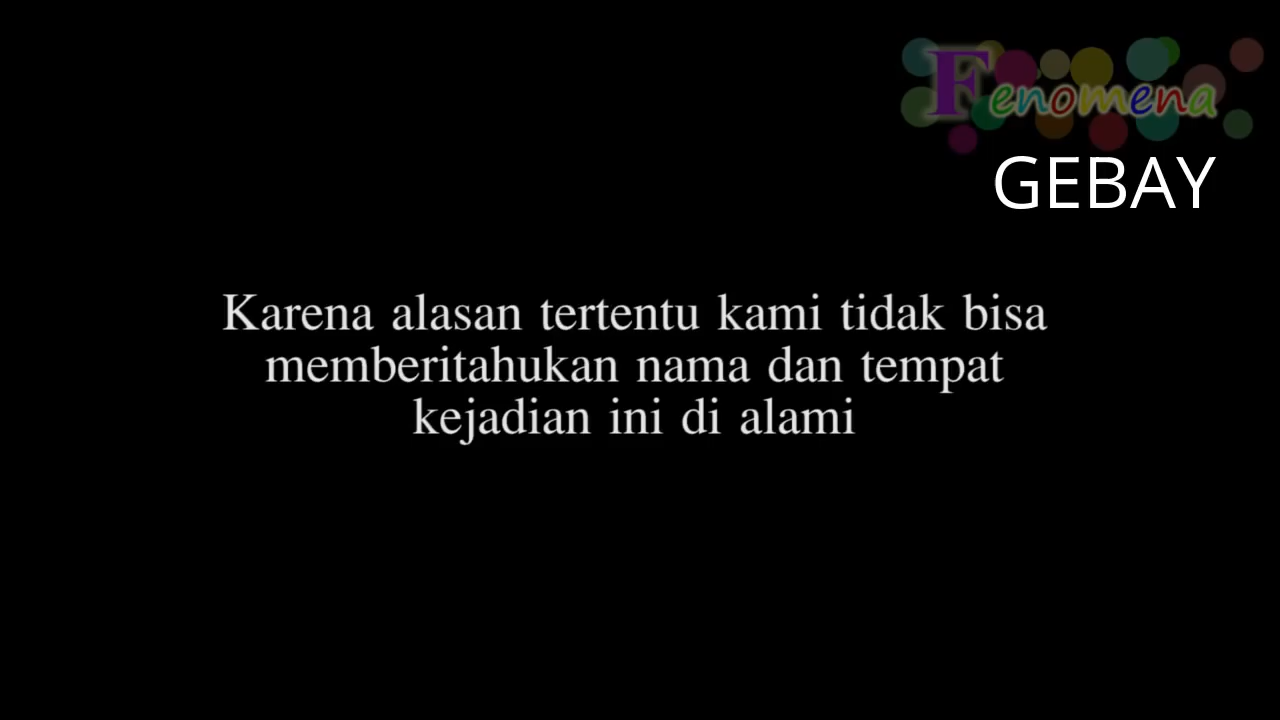 Fenomena
GEBAY
Karena alasan tertentu kami tidak bisa
memberitahukan nama dan tempat
kejadian ini di alami